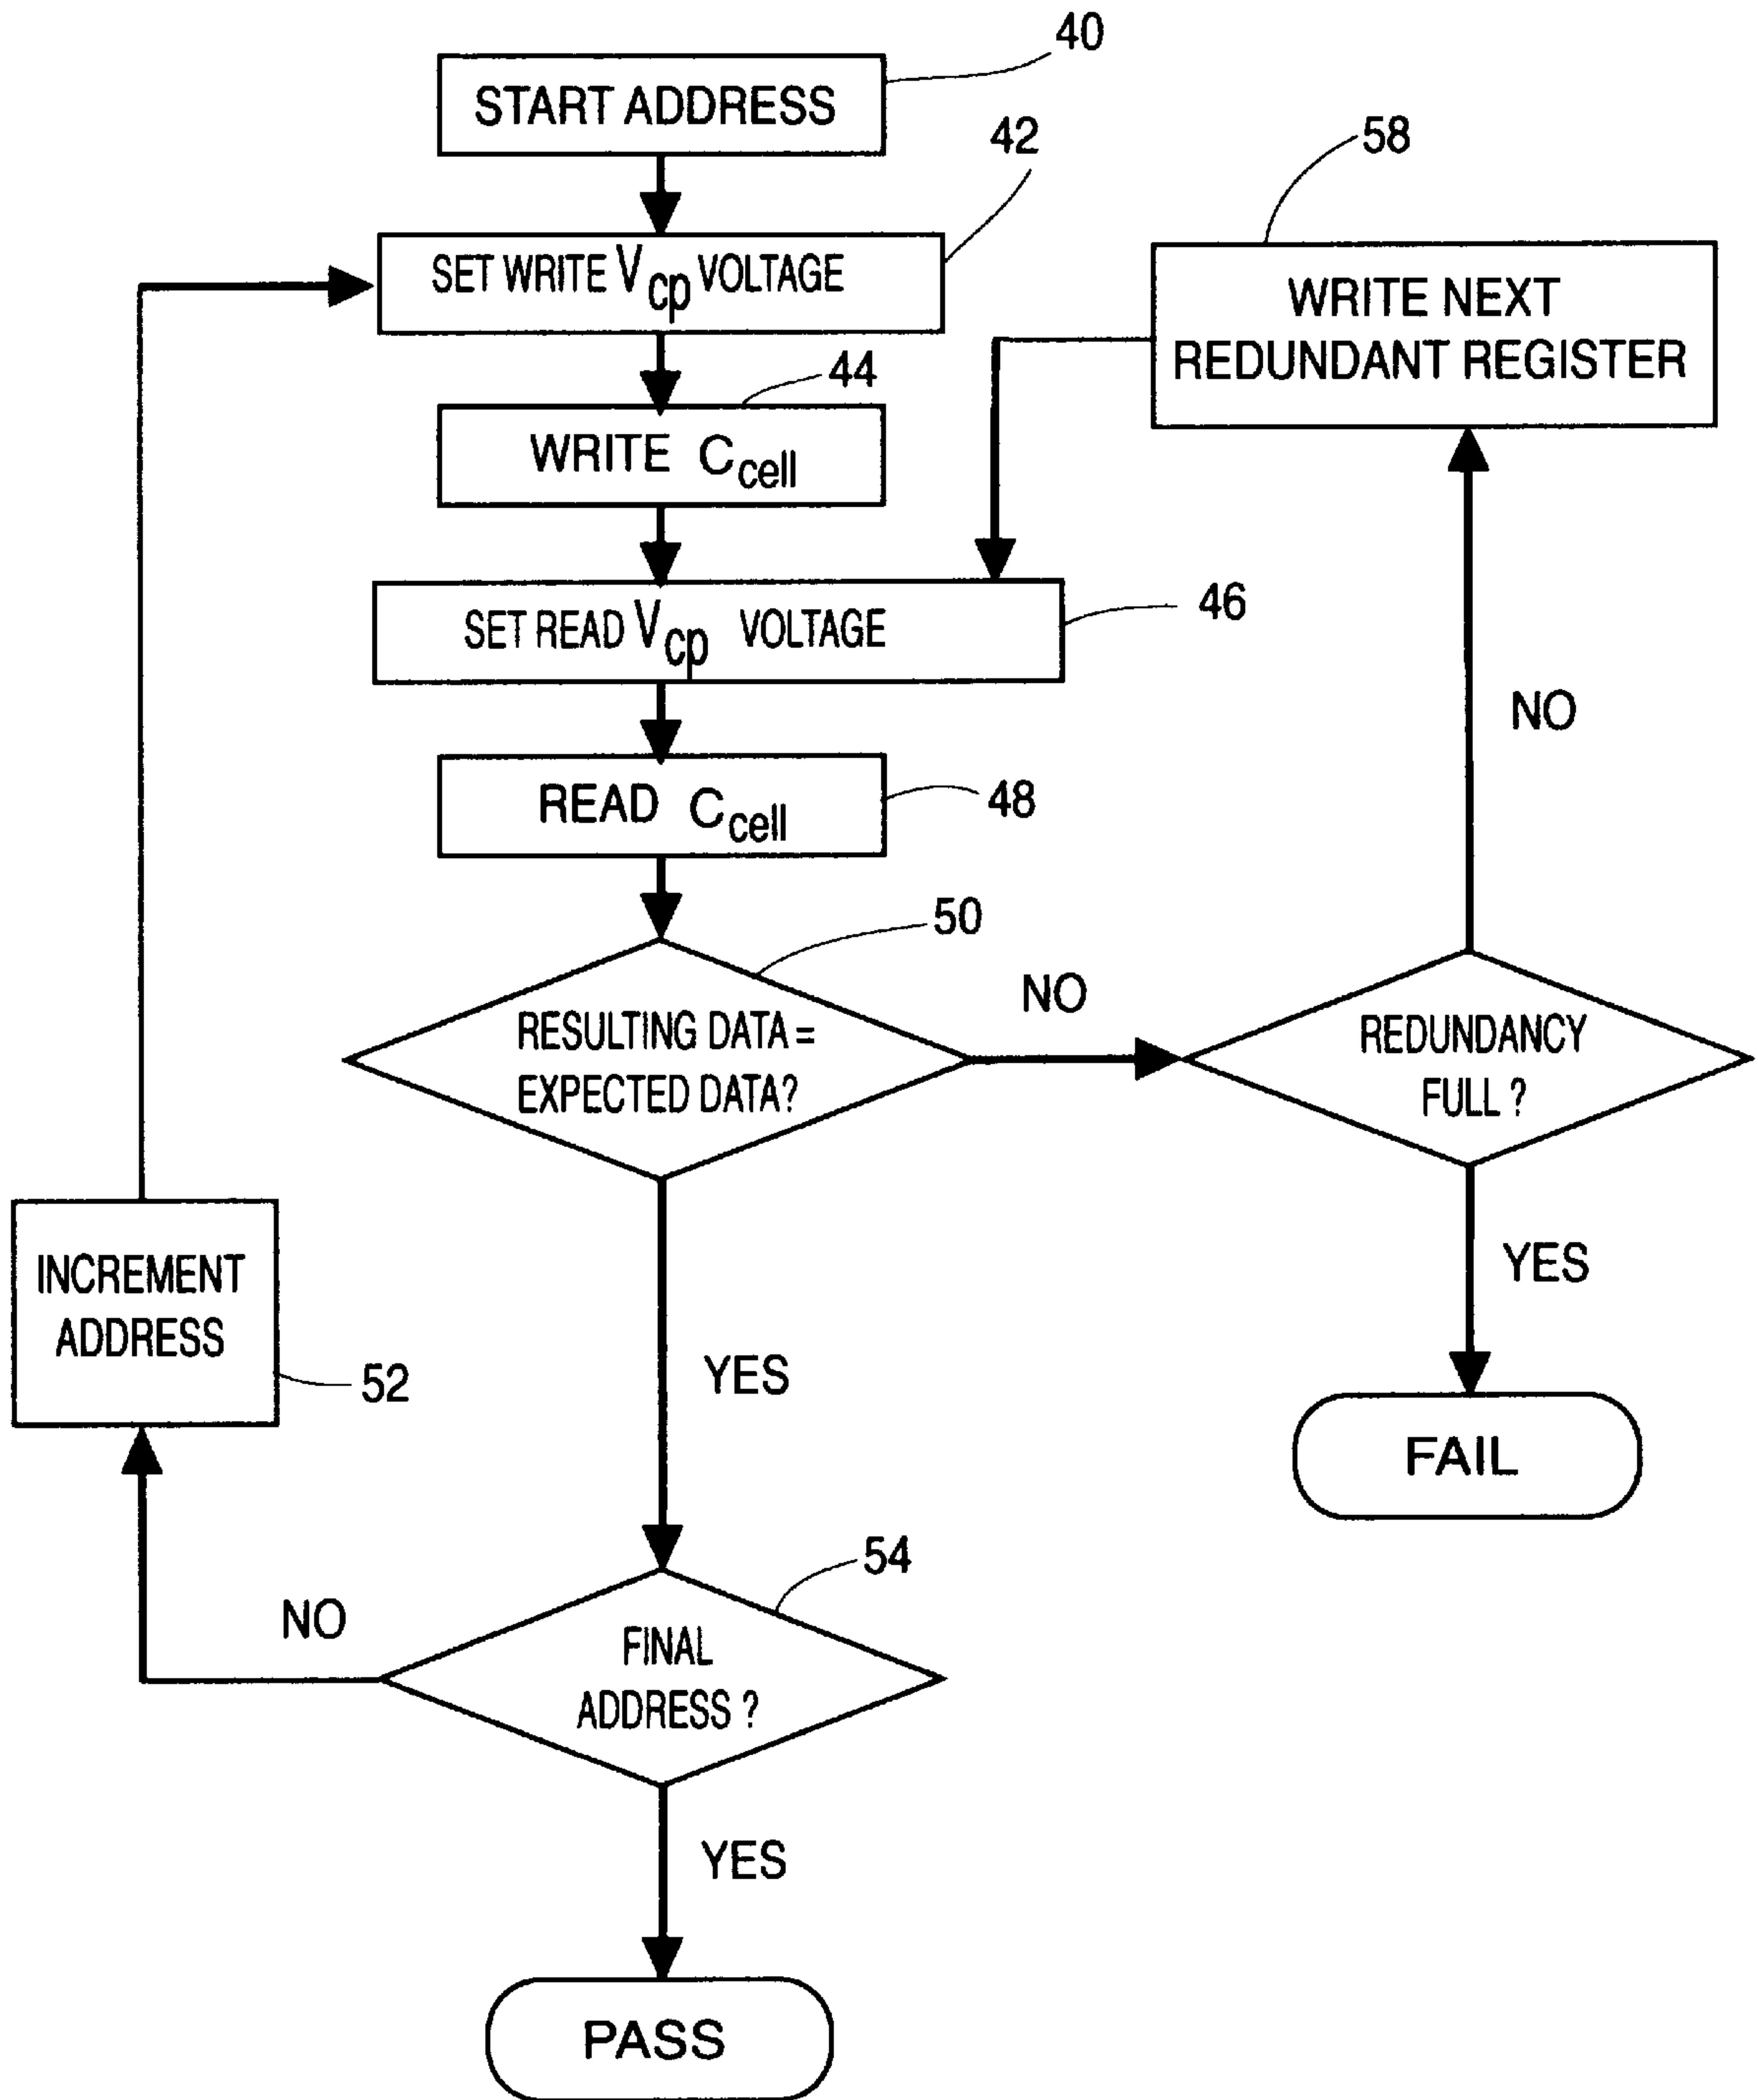 40
START ADDRESS
42
58
SET WRITE Vcp VOLTAGE
WRITE NEXT
REDUNDANT REGISTER
44
WRITE Ccell
46
SET READ Vcp VOLTAGE
NO
READ Ccell
48
50
NO
RESULTING DATA =
EXPECTED DATA?
REDUNDANCY
FULL ?
INCREMENT
ADDRESS
YES
52
YES
FAIL
54
NO
FINAL
ADDRESS ?
YES
PASS